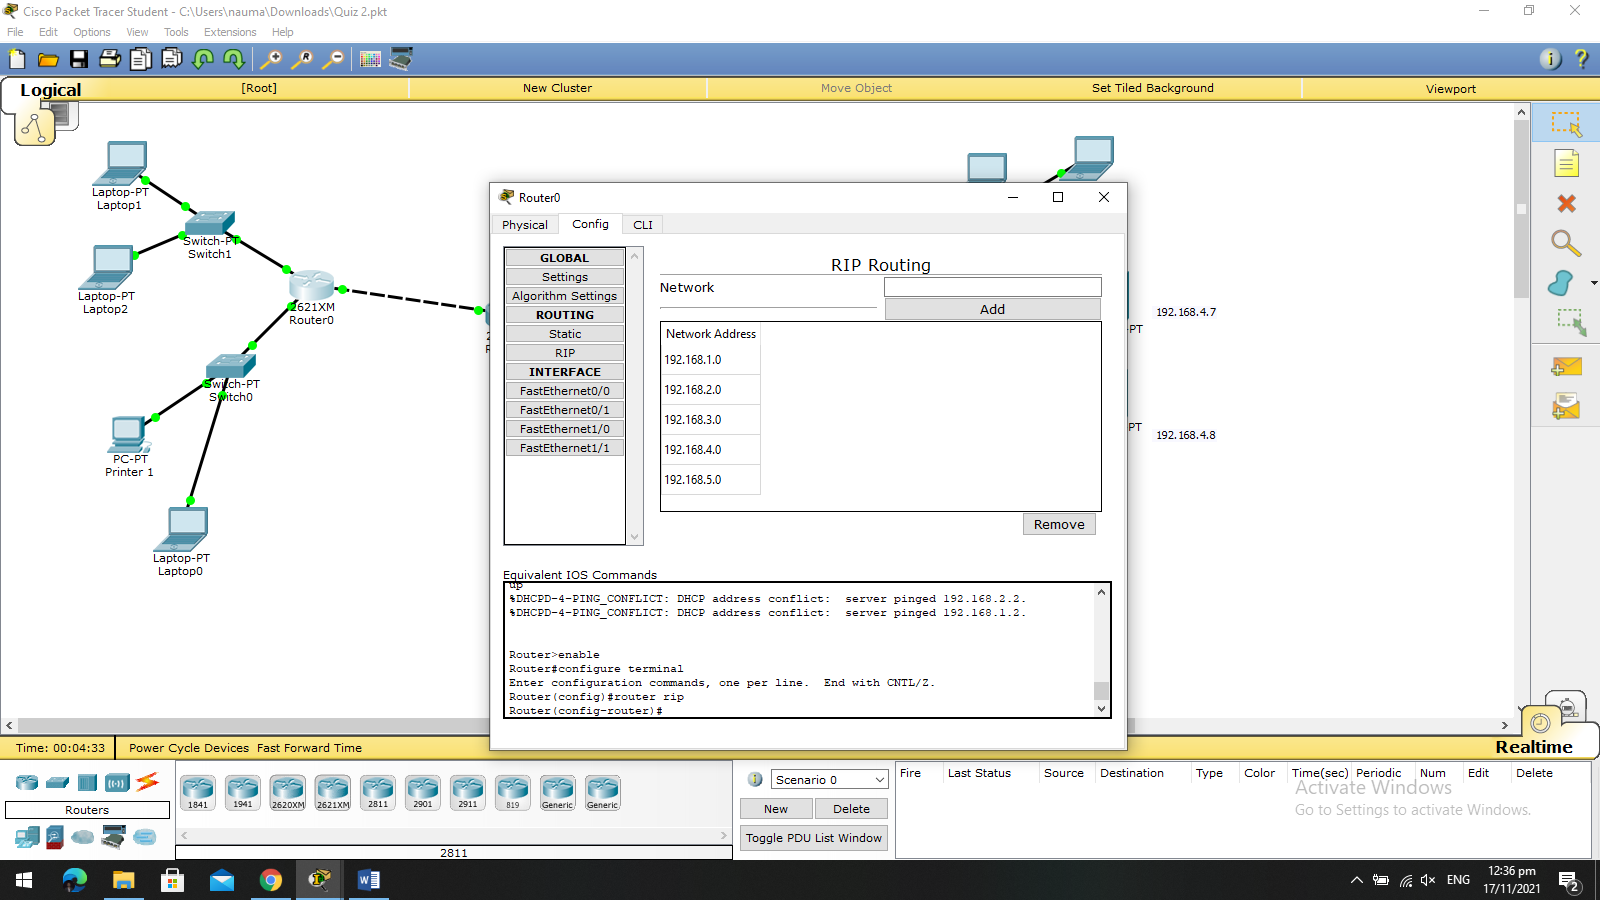 Cisco Packet Tracer Student - C:\Users\nauma\Downloads\Quiz 2.pkt
File Edit Options View Tools Extensions Help
Logical [Root] New Cluster Move Object Set Tiled Background Viewport
Laptop-PT
Laptop1
Switch-PT
Switch1
Laptop-PT
Laptop2
2621XM
Router0
Switch-PT
Switch0
PC-PT
Printer 1
Laptop-PT
Laptop0
192.168.4.7
PT
192.168.4.8
PT
Router0
Physical Config CLI
GLOBAL
Settings
Algorithm Settings
ROUTING
Static
RIP
INTERFACE
FastEthernet0/0
FastEthernet0/1
FastEthernet1/0
FastEthernet1/1
RIP Routing
Network
Add
Network Address
192.168.1.0
192.168.2.0
192.168.3.0
192.168.4.0
192.168.5.0
Remove
Equivalent IOS Commands
up
%DHCPD-4-PING_CONFLICT: DHCP address conflict: server pinged 192.168.2.2.
%DHCPD-4-PING_CONFLICT: DHCP address conflict: server pinged 192.168.1.2.
Router>enable
Router#configure terminal
Enter configuration commands, one per line. End with CNTL/Z.
Router(config)#router rip
Router(config-router)#
Time: 00:04:33 Power Cycle Devices Fast Forward Time
Realtime
Routers
1841 1941 2620XM 2621XM 2811 2901 2911 819 Generic Generic
2811
Scenario 0
New Delete
Toggle PDU List Window
Fire Last Status Source Destination Type Color Time(sec) Periodic Num Edit Delete
Activate Windows
Go to Settings to activate Windows.
ENG
12:36 pm
17/11/2021
2